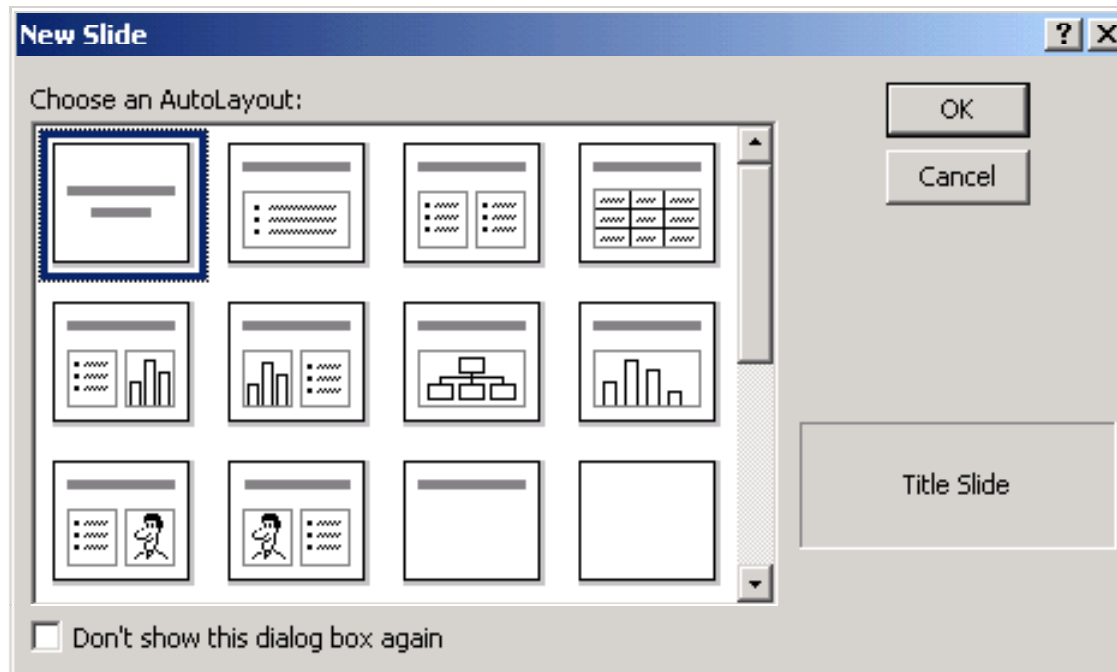 New Slide
Choose an AutoLayout:
OK
Cancel
Title Slide
Don't show this dialog box again